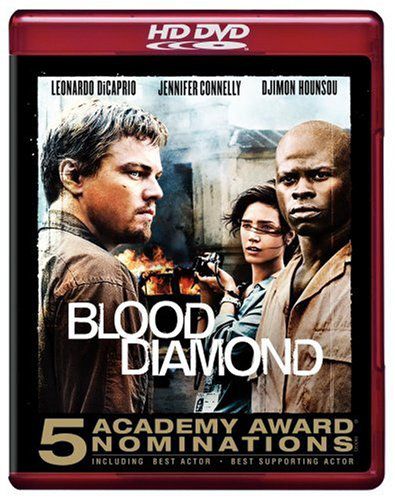 HD DVD
LEONARDO DiCAPRIO JENNIFER CONNELLY DJIMON HOUNSOU
BLOOD
DIAMOND
5 ACADEMY AWARD
NOMINATIONS
INCLUDING BEST ACTOR • BEST SUPPORTING ACTOR